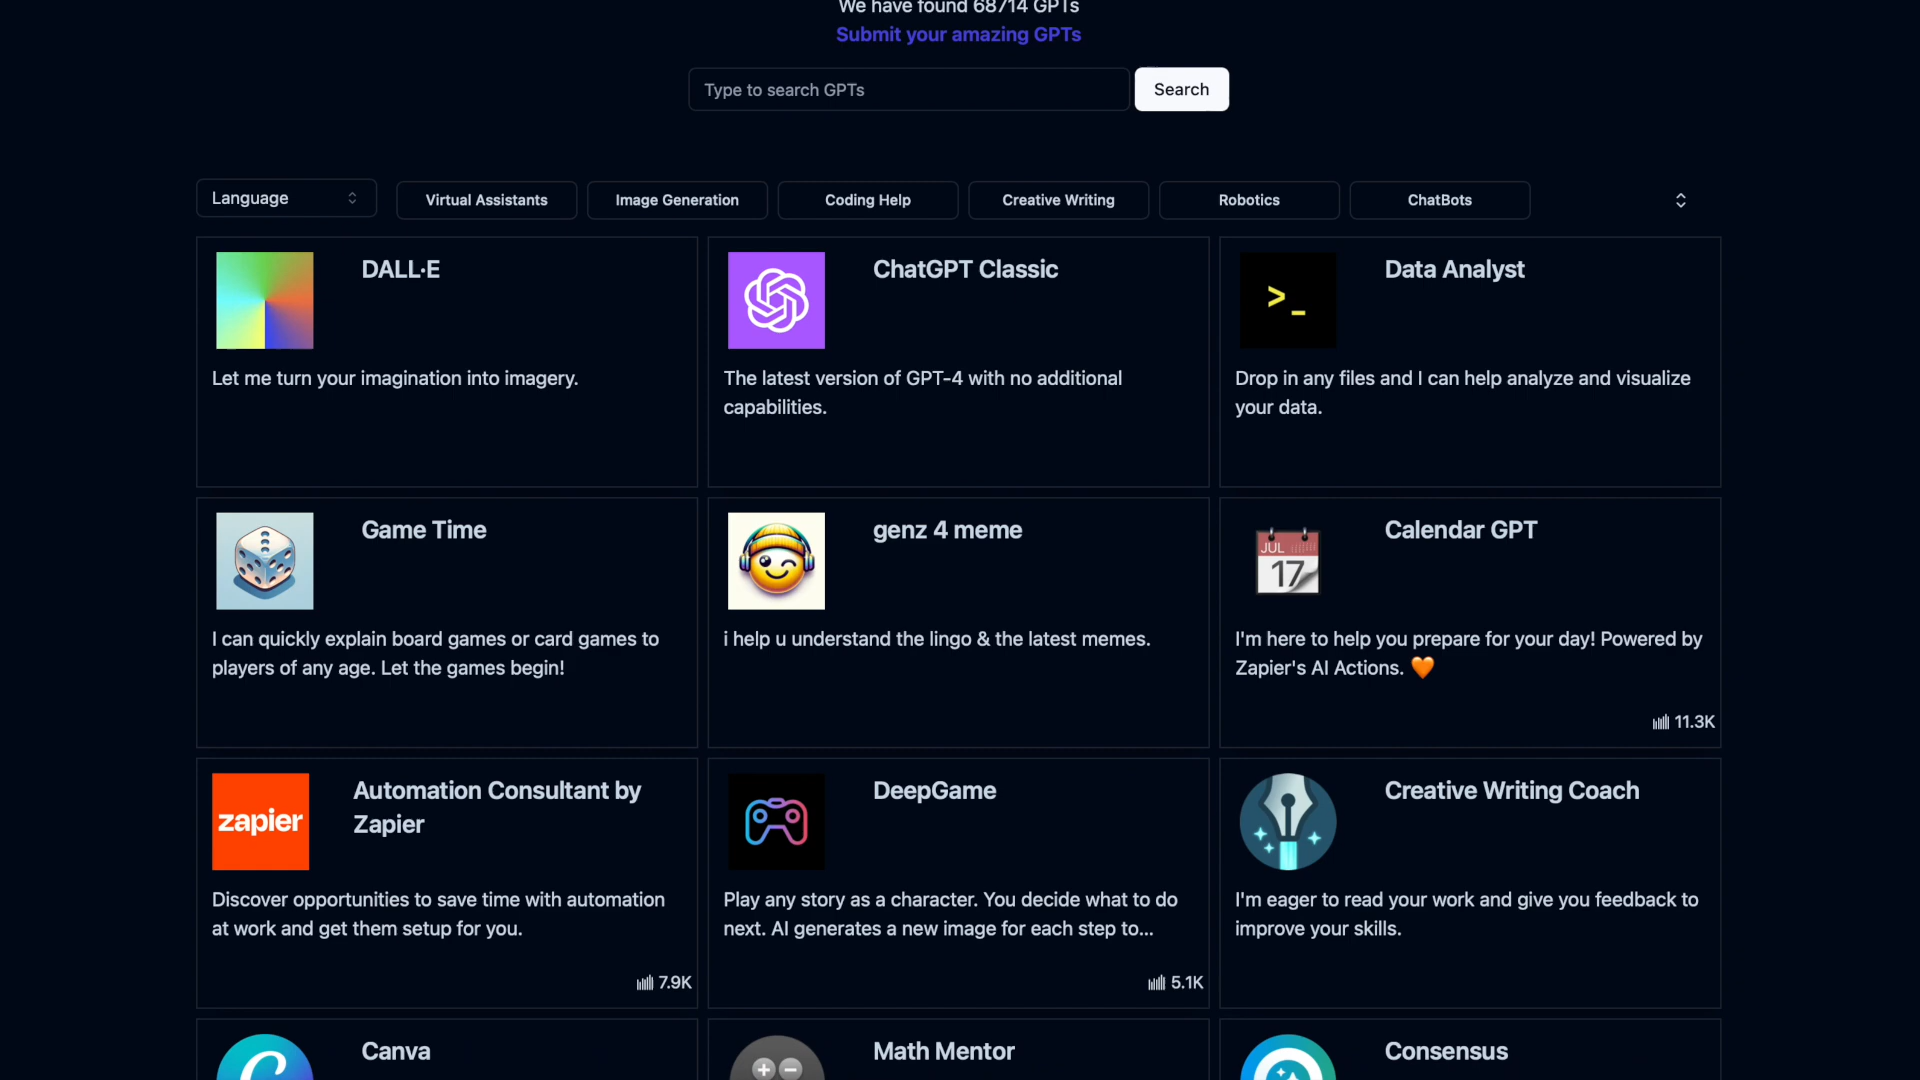 We have found 68714 GPTs
Submit your amazing GPTs
Type to search GPTs
Search
Language
Virtual Assistants
Image Generation
Coding Help
Creative Writing
Robotics
ChatBots
DALL·E
Let me turn your imagination into imagery.
ChatGPT Classic
The latest version of GPT-4 with no additional
capabilities.
>_
Data Analyst
Drop in any files and I can help analyze and visualize
your data.
Game Time
I can quickly explain board games or card games to
players of any age. Let the games begin!
genz 4 meme
i help u understand the lingo & the latest memes.
JUL
17
Calendar GPT
I'm here to help you prepare for your day! Powered by
Zapier's AI Actions. 🧡
11.3K
zapier
Automation Consultant by
Zapier
Discover opportunities to save time with automation
at work and get them setup for you.
7.9K
DeepGame
Play any story as a character. You decide what to do
next. AI generates a new image for each step to...
5.1K
Creative Writing Coach
I'm eager to read your work and give you feedback to
improve your skills.
Canva
Math Mentor
Consensus